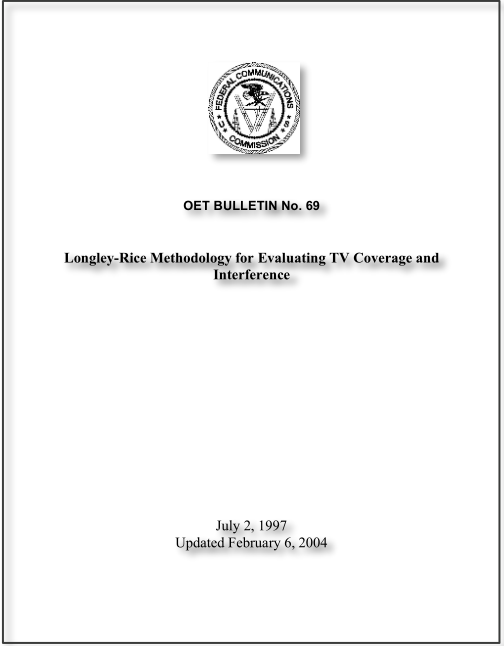 FEDERAL COMMUNICATIONS
COMMISSION
U S
OET BULLETIN No. 69
Longley-Rice Methodology for Evaluating TV Coverage and
Interference
July 2, 1997
Updated February 6, 2004